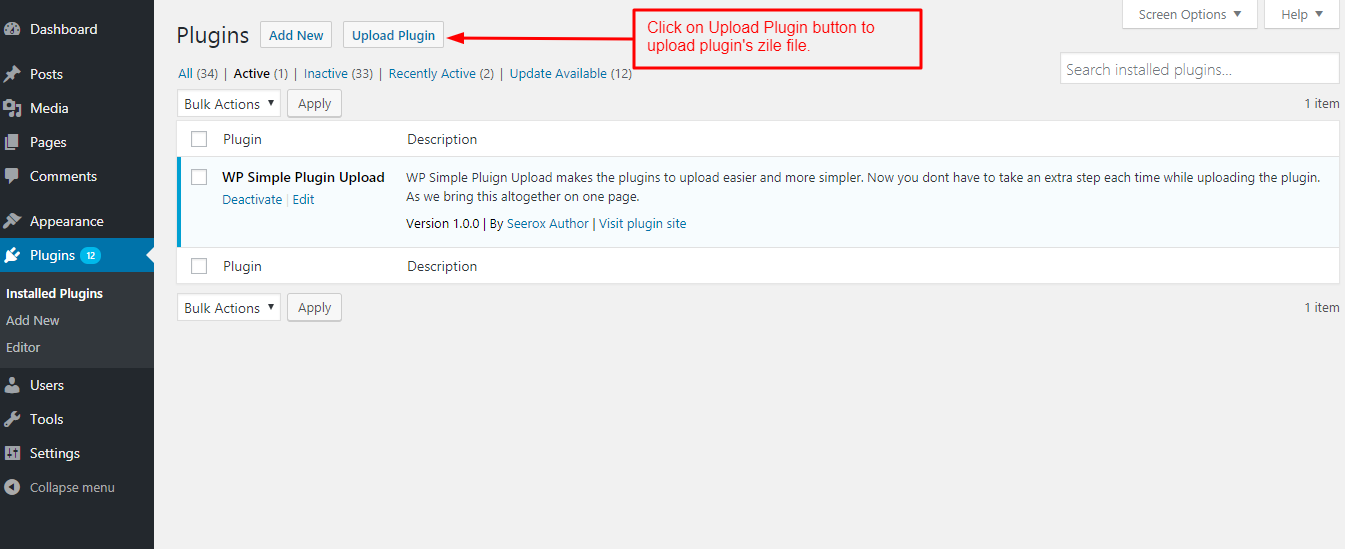 Dashboard
Posts
Media
Pages
Comments
Appearance
Plugins 12
Installed Plugins
Add New
Editor
Users
Tools
Settings
Collapse menu
Screen Options ▼ Help ▼
Plugins Add New Upload Plugin
Click on Upload Plugin button to
upload plugin's zile file.
All (34) | Active (1) | Inactive (33) | Recently Active (2) | Update Available (12)
Search installed plugins...
Bulk Actions ▼ Apply
1 item
Plugin Description
WP Simple Plugin Upload
Deactivate | Edit
WP Simple Pluign Upload makes the plugins to upload easier and more simpler. Now you dont have to take an extra step each time while uploading the plugin.
As we bring this altogether on one page.
Version 1.0.0 | By Seerox Author | Visit plugin site
Plugin Description
Bulk Actions ▼ Apply
1 item